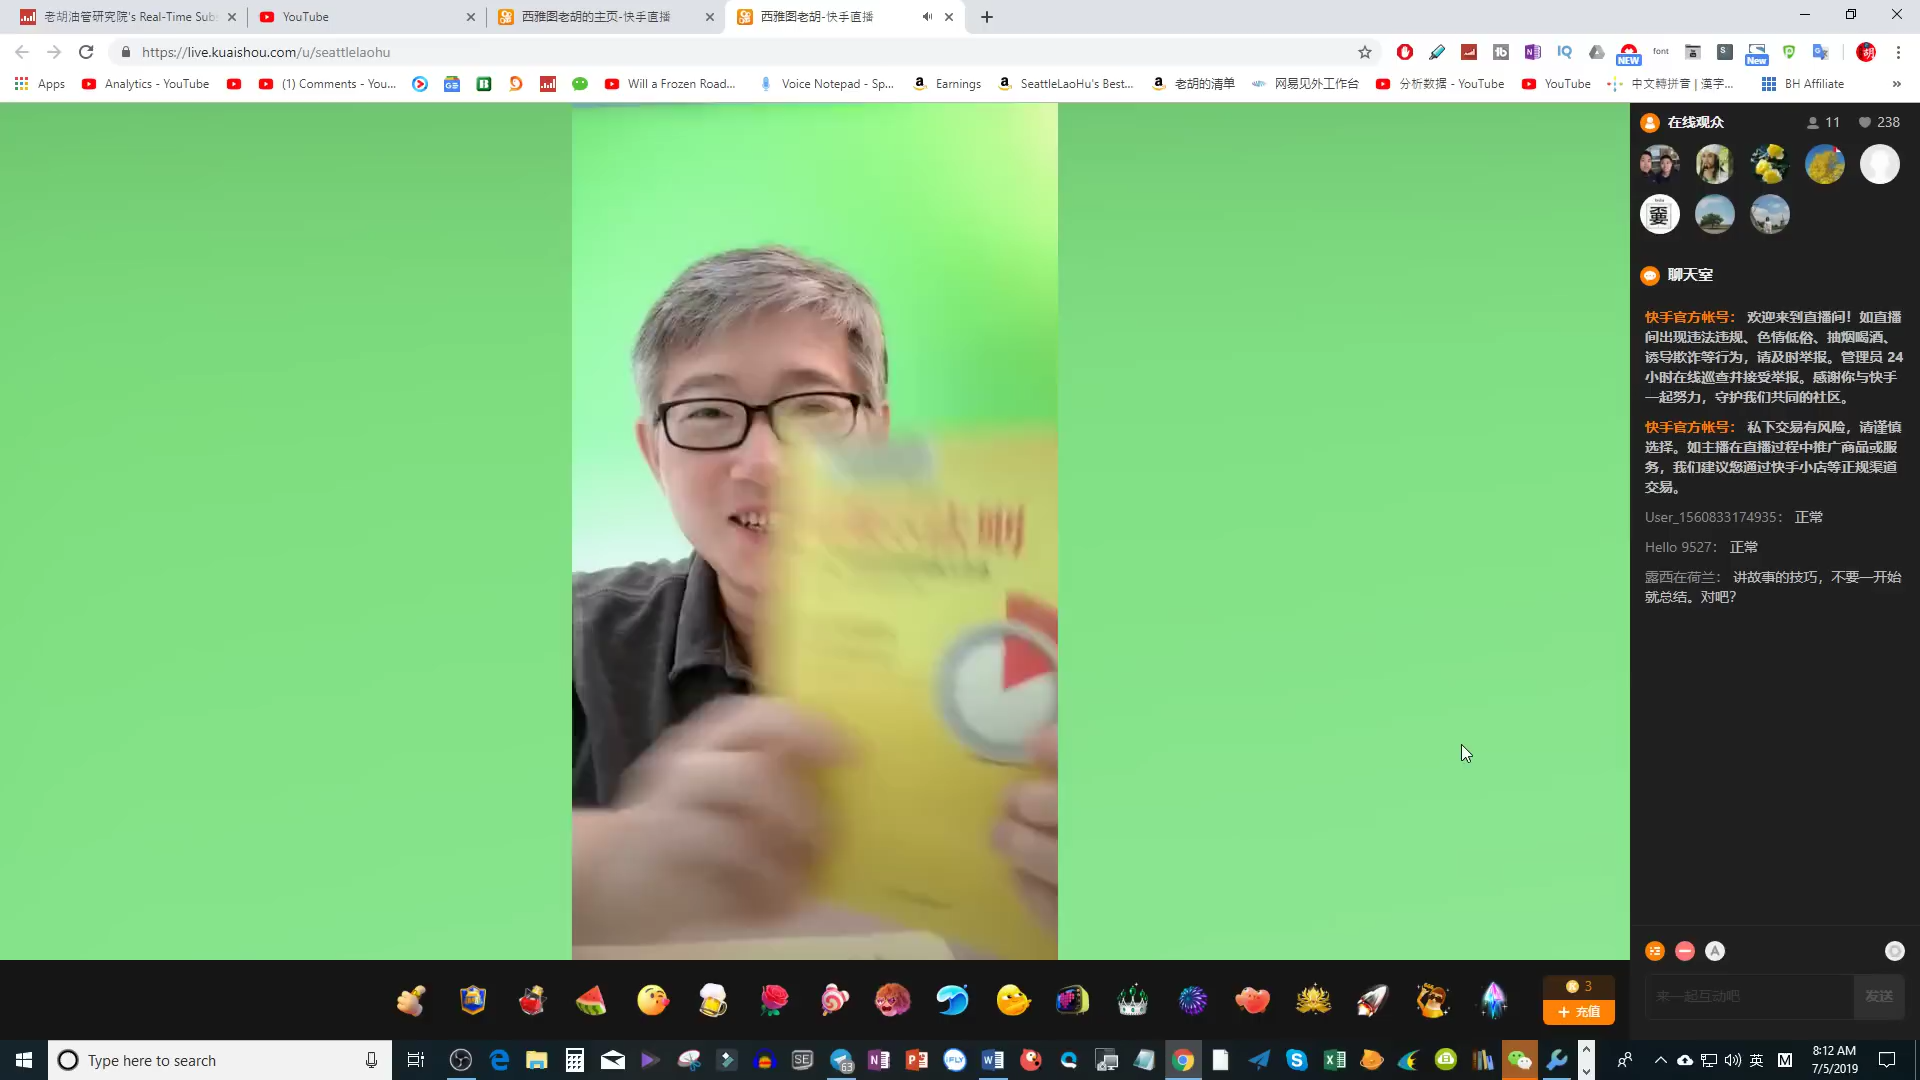 老胡油管研究院's Real-Time Sub
YouTube
西雅图老胡的主页-快手直播
西雅图老胡-快手直播
https://live.kuaishou.com/u/seattlelaohu
NEW
font
New
胡
Apps
Analytics - YouTube
(1) Comments - You...
Will a Frozen Road...
Voice Notepad - Sp...
Earnings
SeattleLaoHu's Best...
老胡的清单
网易见外工作台
分析数据 - YouTube
YouTube
中文轉拼音 | 漢字...
BH Affiliate
在线观众
11
238
聊天室
快手官方帐号： 欢迎来到直播间！如直播
间出现违法违规、色情低俗、抽烟喝酒、
诱导欺诈等行为，请及时举报。管理员 24
小时在线巡查并接受举报。感谢你与快手
一起努力，守护我们共同的社区。
快手官方帐号： 私下交易有风险，请谨慎
选择。如主播在直播过程中推广商品或服
务，我们建议您通过快手小店等正规渠道
交易。
User_1560833174935： 正常
Hello 9527： 正常
露西在荷兰： 讲故事的技巧，不要一开始
就总结。对吧？
来一起互动吧
发送
3
+ 充值
Type here to search
63
英
M
8:12 AM
7/5/2019